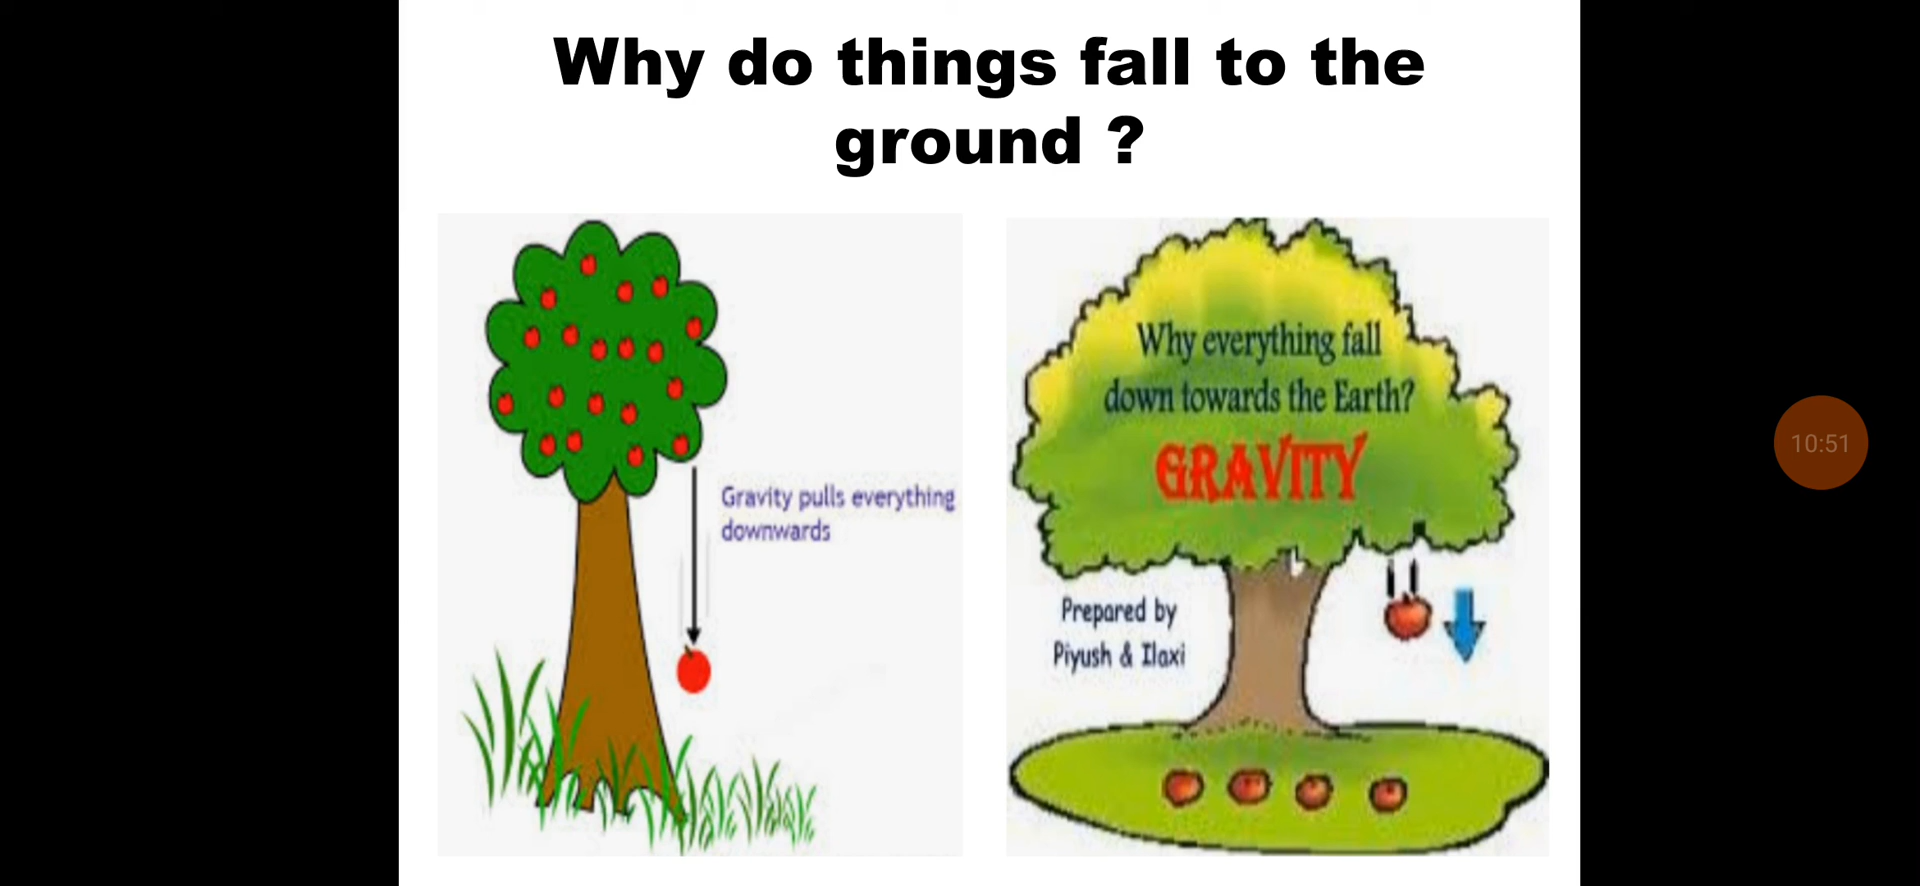 Why do things fall to the
ground ?
Gravity pulls everything
downwards
Why everything fall
down towards the Earth?
GRAVITY
Prepared by
Piyush & Ilaxi
10:51